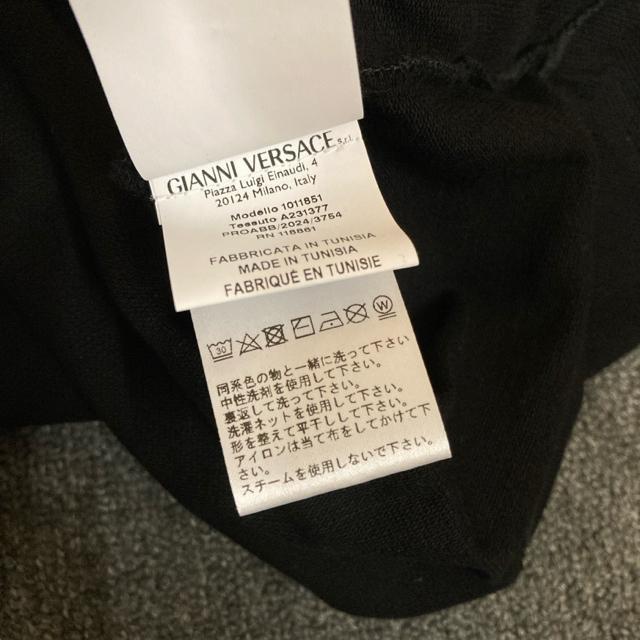 GIANNI VERSACE s.r.l.
Piazza Luigi Einaudi, 4
20124 Milano, Italy
Modello 1011851
Tessuto A231377
PROABB/2024/3754
RN 118861
FABBRICATA IN TUNISIA
MADE IN TUNISIA
FABRIQUÉ EN TUNISIE
30 W
同系色の物と一緒に洗って下さい
中性洗剤を使用して下さい。
裏返して洗って下さい。
洗濯ネットを使用して下さい。
形を整えて平干しして下さい。
アイロンは当て布をしてかけて下
さい。
スチームを使用しないで下さい。